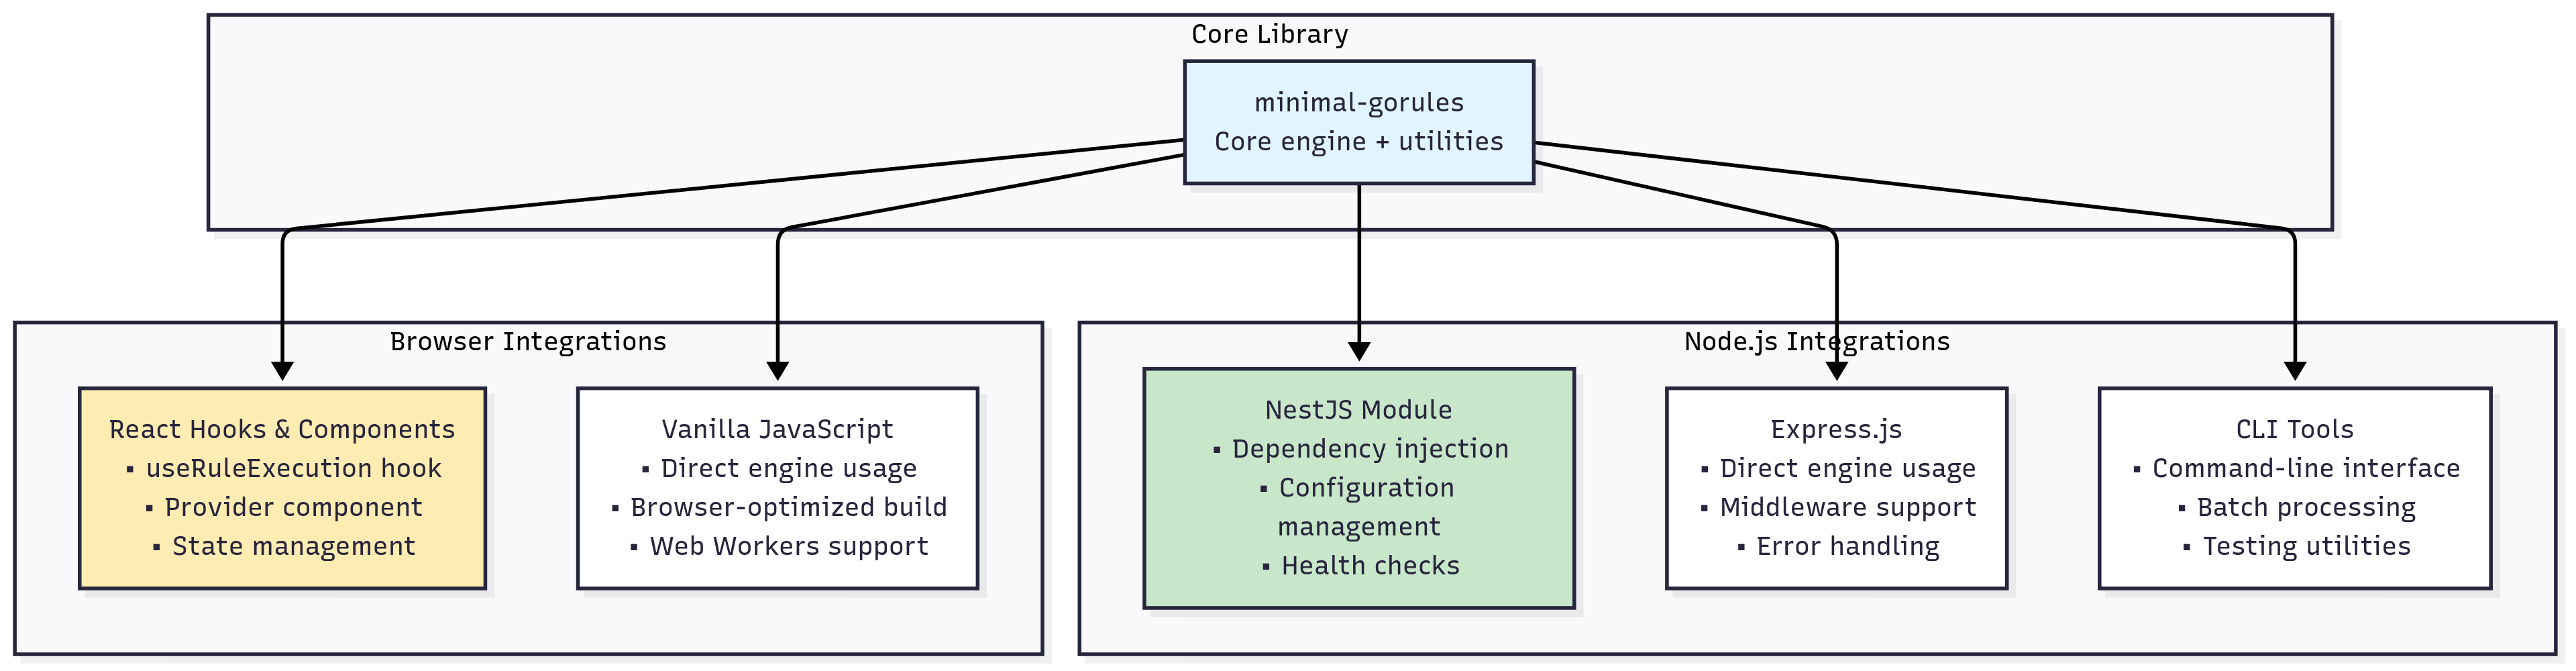 Core Library
minimal-gorules
Core engine + utilities
Browser Integrations
React Hooks & Components
▪ useRuleExecution hook
▪ Provider component
▪ State management
Vanilla JavaScript
▪ Direct engine usage
▪ Browser-optimized build
▪ Web Workers support
Node.js Integrations
NestJS Module
▪ Dependency injection
▪ Configuration
management
▪ Health checks
Express.js
▪ Direct engine usage
▪ Middleware support
▪ Error handling
CLI Tools
▪ Command-line interface
▪ Batch processing
▪ Testing utilities